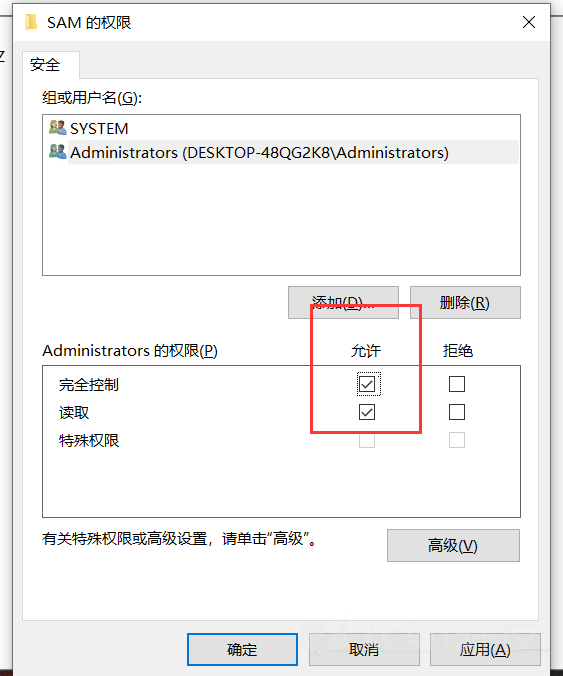 SAM 的权限
安全
组或用户名(G):
SYSTEM
Administrators (DESKTOP-48QG2K8\Administrators)
添加(D)...
删除(R)
Administrators 的权限(P)
允许
拒绝
完全控制
读取
特殊权限
有关特殊权限或高级设置，请单击“高级”。
高级(V)
确定
取消
应用(A)